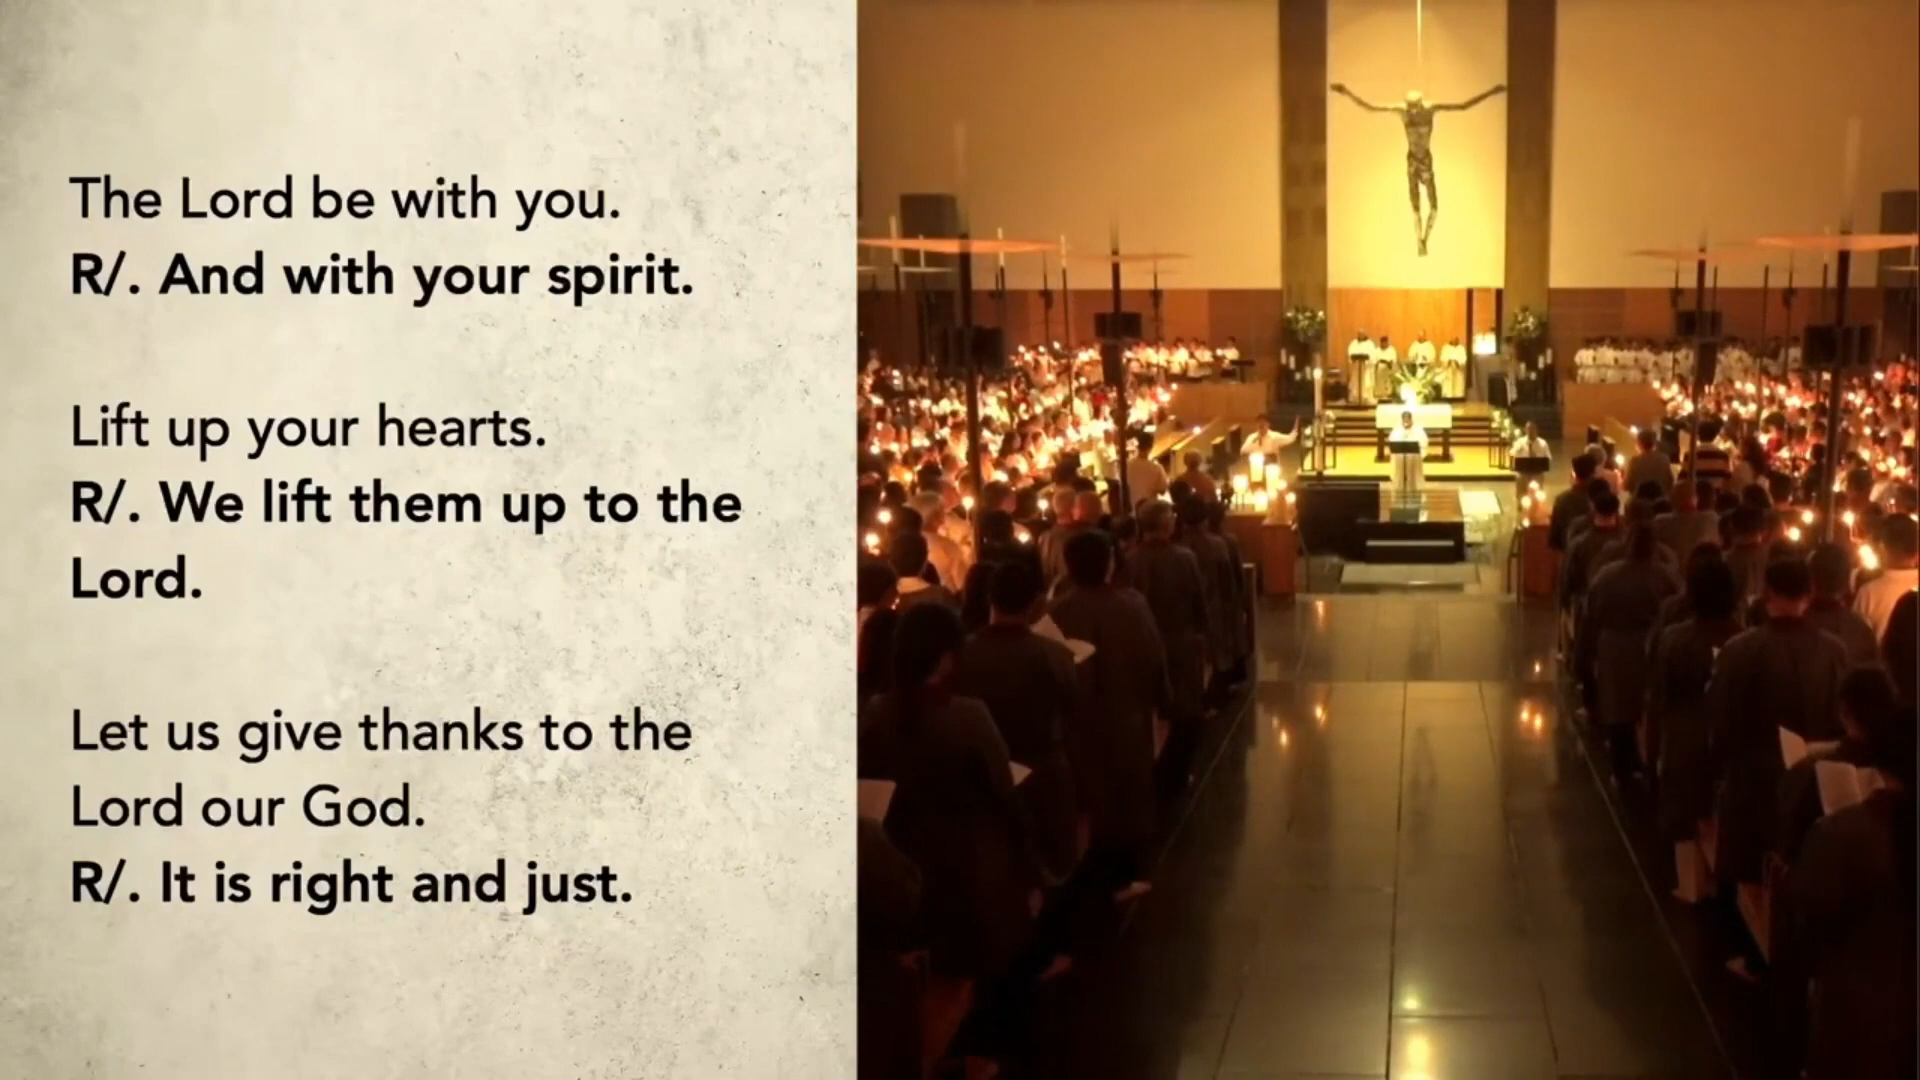 The Lord be with you.
R/. And with your spirit.
Lift up your hearts.
R/. We lift them up to the
Lord.
Let us give thanks to the
Lord our God.
R/. It is right and just.